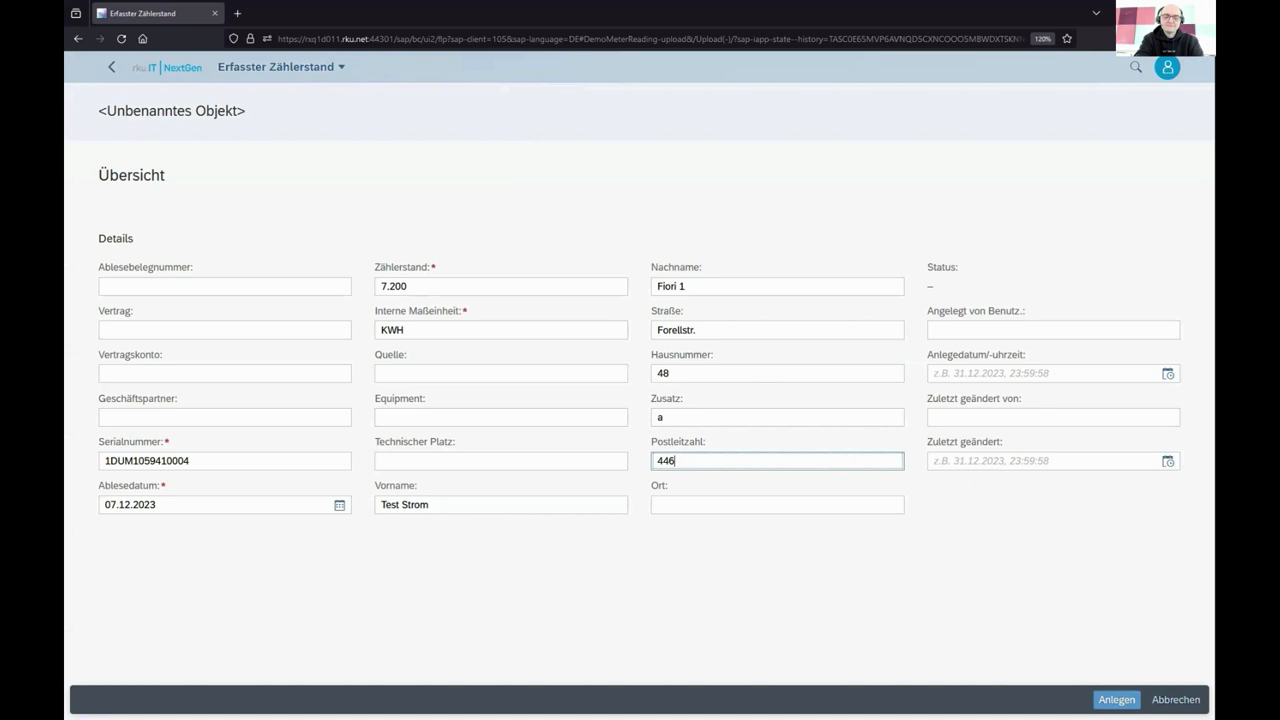 Erfasster Zählerstand
https://rxq1d011.rku.net:44301/sap/bc/ui2/flp?sap-client=105&sap-language=DE#DemoMeterReading-upload&/Upload(-)/?sap-iapp-state--history=
120%
rku IT | NextGen
Erfasster Zählerstand
<Unbenanntes Objekt>
Übersicht
Details
Ablesebelegnummer:
Vertrag:
Vertragskonto:
Geschäftspartner:
Serialnummer:*
1DUM1059410004
Ablesedatum:*
07.12.2023
Zählerstand:*
7.200
Interne Maßeinheit:*
KWH
Quelle:
Equipment:
Technischer Platz:
Vorname:
Test Strom
Nachname:
Fiori 1
Straße:
Forellstr.
Hausnummer:
48
Zusatz:
a
Postleitzahl:
446
Ort:
Status:
–
Angelegt von Benutz.:
Anlegedatum/-uhrzeit:
z.B. 31.12.2023, 23:59:58
Zuletzt geändert von:
Zuletzt geändert:
z.B. 31.12.2023, 23:59:58
Anlegen
Abbrechen